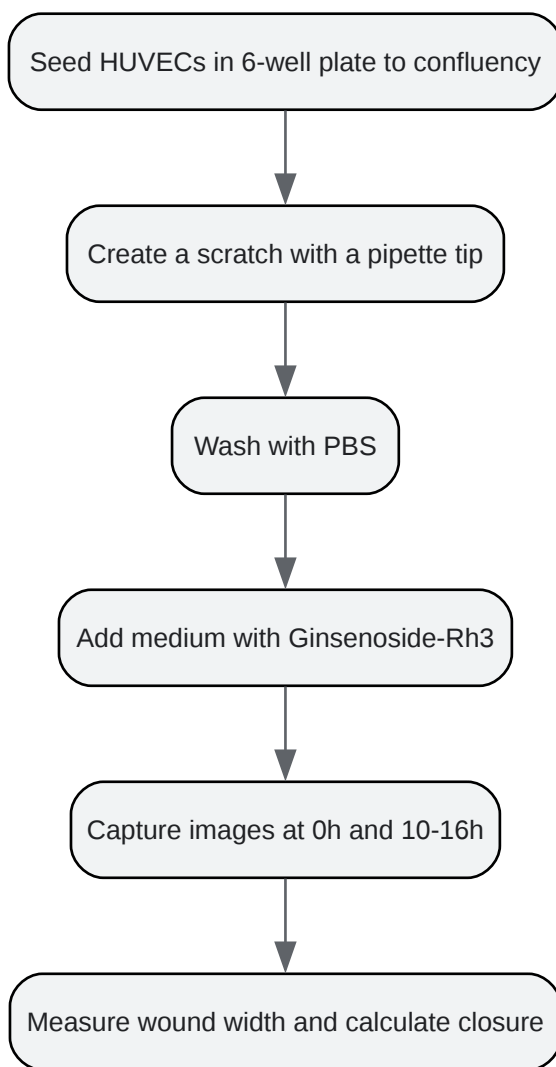 Seed HUVECs in 6-well plate to confluency
Create a scratch with a pipette tip
Wash with PBS
Add medium with Ginsenoside-Rh3
Capture images at 0h and 10-16h
Measure wound width and calculate closure